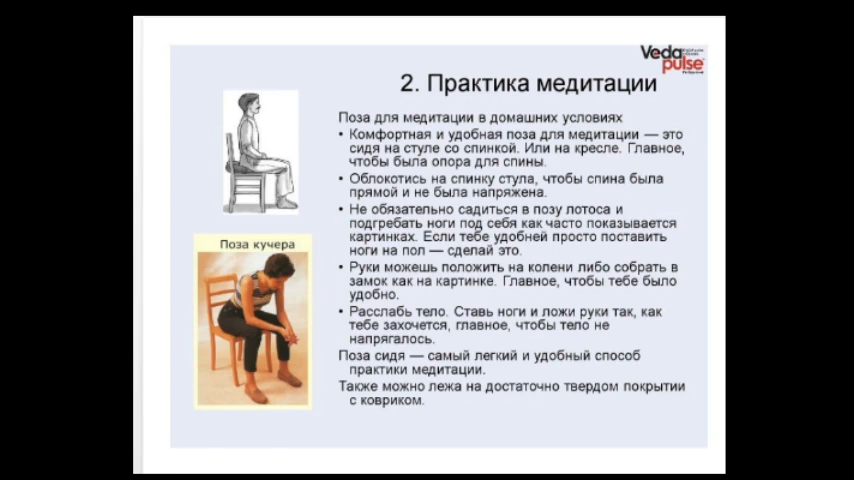 Veda
pulse
2. Практика медитации
Поза для медитации в домашних условиях
• Комфортная и удобная поза для медитации — это
сидя на стуле со спинкой. Или на кресле. Главное,
чтобы была опора для спины.
• Облокотись на спинку стула, чтобы спина была
прямой и не была напряжена.
• Не обязательно садиться в позу лотоса и
подгребать ноги под себя как часто показывается
картинках. Если тебе удобней просто поставить
ноги на пол — сделай это.
• Руки можешь положить на колени либо собрать в
замок как на картинке. Главное, чтобы тебе было
удобно.
• Расслабь тело. Ставь ноги и ложи руки так, как
тебе захочется, главное, чтобы тело не
напрягалось.
Поза сидя — самый легкий и удобный способ
практики медитации.
Также можно лежа на достаточно твердом покрытии
с ковриком.
Поза кучера